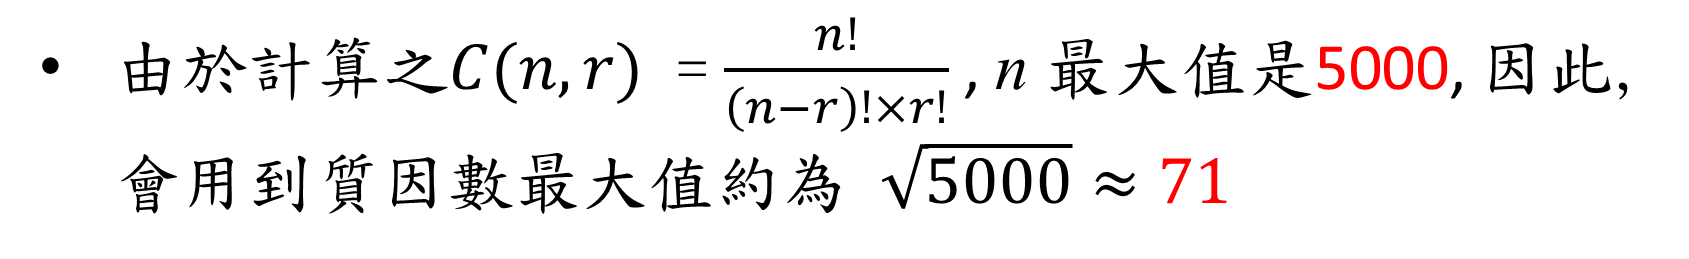 • 由於計算之C(n, r) = n! / ((n−r)!×r!) , n 最大值是5000, 因此,
會用到質因數最大值約為 √5000 ≈ 71